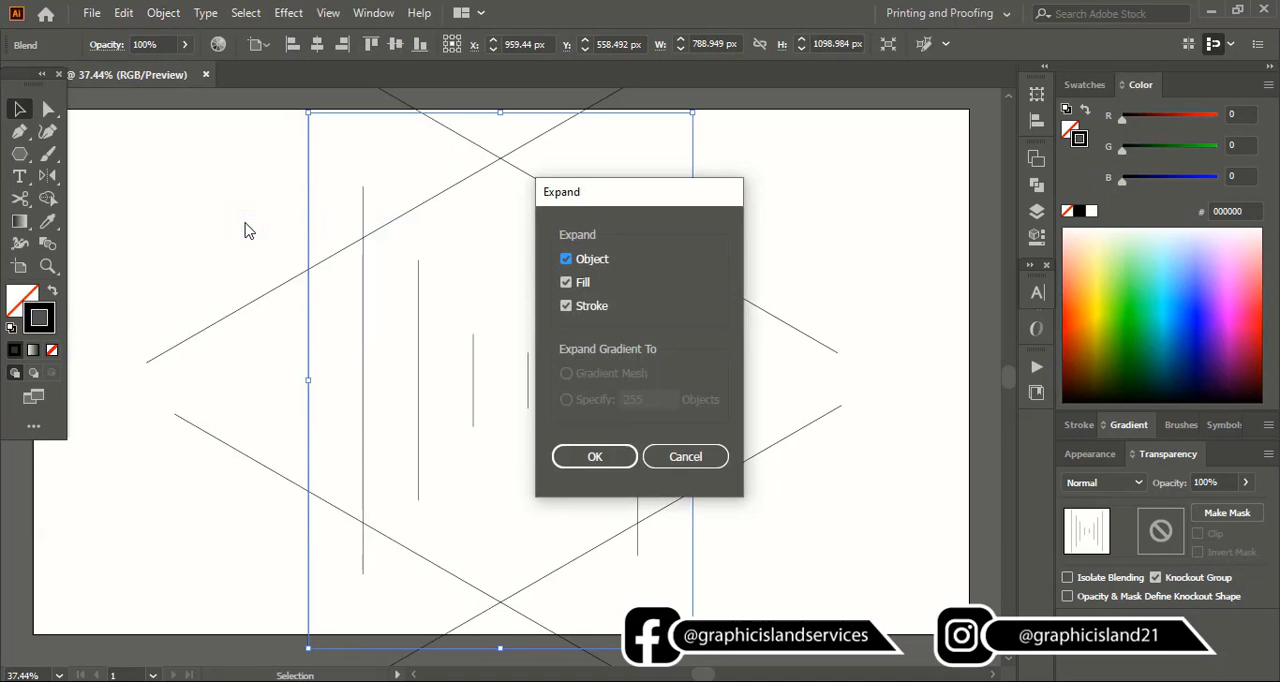 Ai File Edit Object Type Select Effect View Window Help Printing and Proofing Search Adobe Stock
Blend Opacity: 100% X: 959.44 px Y: 558.492 px W: 788.949 px H: 1098.984 px
@ 37.44% (RGB/Preview)
Swatches Color
R 0
G 0
B 0
# 000000
Expand
Expand
Object
Fill
Stroke
Expand Gradient To
Gradient Mesh
Specify: 255 Objects
OK Cancel
Stroke Gradient Brushes Symbols
Appearance Transparency
Normal Opacity: 100%
Make Mask
Clip
Invert Mask
Isolate Blending Knockout Group
Opacity & Mask Define Knockout Shape
@graphicislandservices @graphicisland21
37.44% 1 Selection